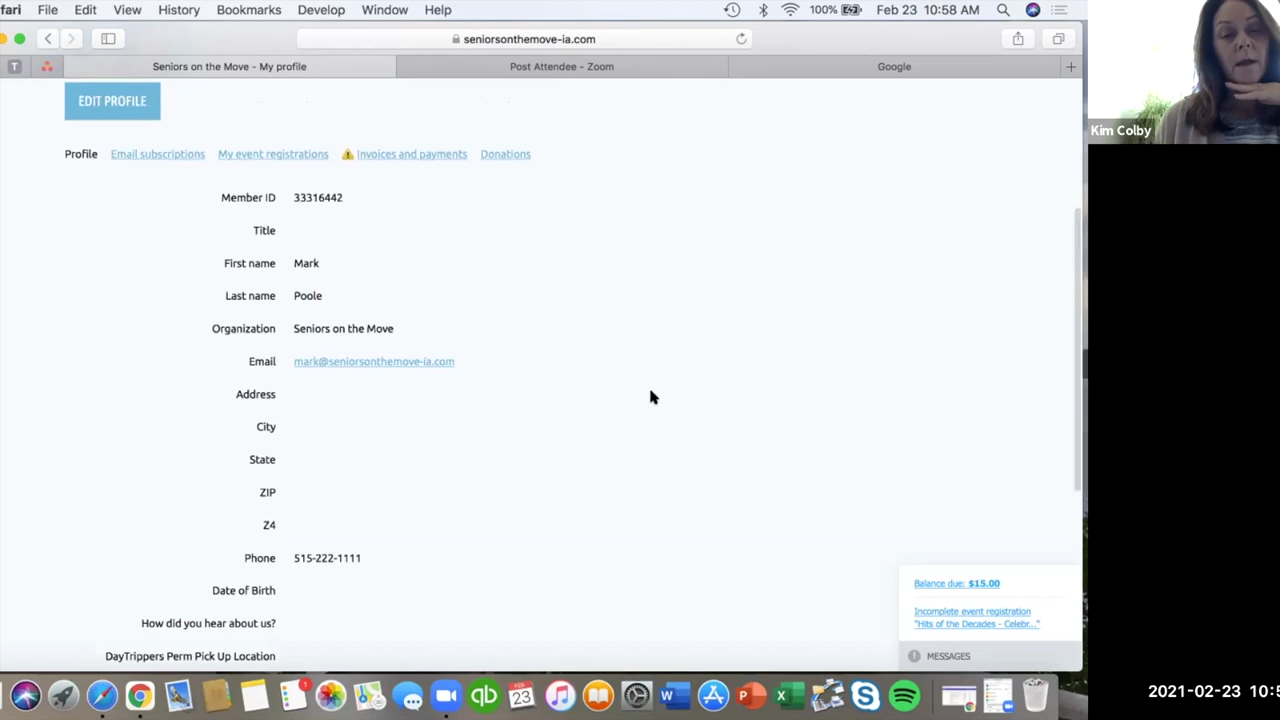 fari File Edit View History Bookmarks Develop Window Help 100% Feb 23 10:58 AM
seniorsonthemove-ia.com
T Seniors on the Move - My profile Post Attendee - Zoom Google +
EDIT PROFILE
Kim Colby
Profile Email subscriptions My event registrations Invoices and payments Donations
Member ID 33316442
Title
First name Mark
Last name Poole
Organization Seniors on the Move
Email mark@seniorsonthemove-ia.com
Address
City
State
ZIP
Z4
Phone 515-222-1111
Date of Birth
How did you hear about us?
DayTrippers Perm Pick Up Location
Balance due: $15.00
Incomplete event registration
"Hits of the Decades - Celebr..."
MESSAGES
1 FEB 23 qb W P X S
2021-02-23 10:5